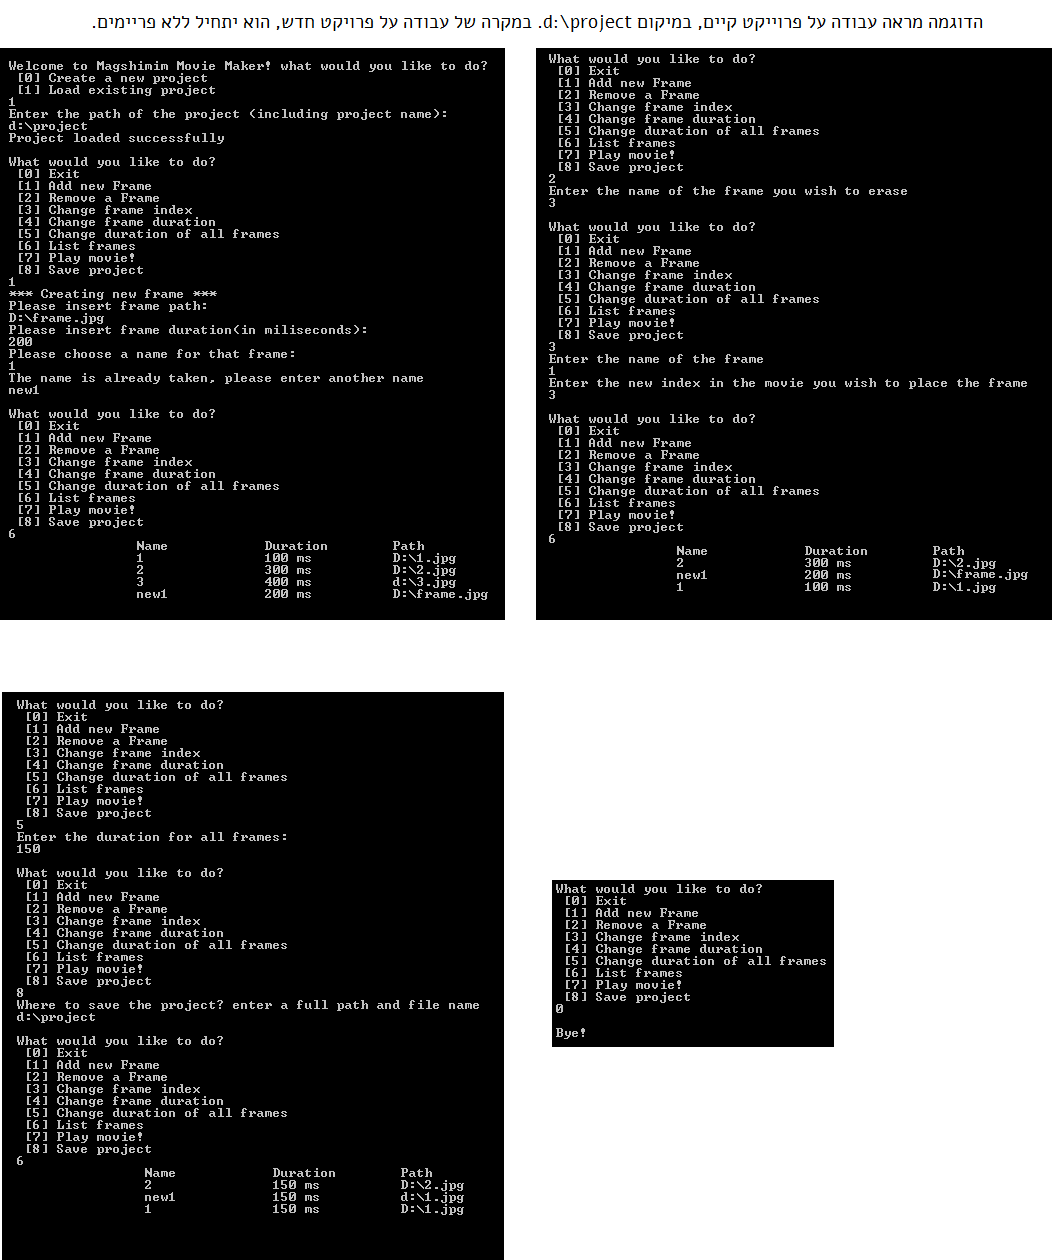 הדוגמה מראה עבודה על פרוייקט קיים, במיקום d:\project. במקרה של עבודה על פרויקט חדש, הוא יתחיל ללא פריימים.
Welcome to Magshimim Movie Maker! what would you like to do?
[0] Create a new project
[1] Load existing project
1
Enter the path of the project (including project name):
d:\project
Project loaded successfully
What would you like to do?
[0] Exit
[1] Add new Frame
[2] Remove a Frame
[3] Change frame index
[4] Change frame duration
[5] Change duration of all frames
[6] List frames
[7] Play movie!
[8] Save project
1
*** Creating new frame ***
Please insert frame path:
D:\frame.jpg
Please insert frame duration(in miliseconds):
200
Please choose a name for that frame:
1
The name is already taken, please enter another name
new1
What would you like to do?
[0] Exit
[1] Add new Frame
[2] Remove a Frame
[3] Change frame index
[4] Change frame duration
[5] Change duration of all frames
[6] List frames
[7] Play movie!
[8] Save project
6
Name Duration Path
1 100 ms D:\1.jpg
2 300 ms D:\2.jpg
3 400 ms d:\3.jpg
new1 200 ms D:\frame.jpg
What would you like to do?
[0] Exit
[1] Add new Frame
[2] Remove a Frame
[3] Change frame index
[4] Change frame duration
[5] Change duration of all frames
[6] List frames
[7] Play movie!
[8] Save project
2
Enter the name of the frame you wish to erase
3
What would you like to do?
[0] Exit
[1] Add new Frame
[2] Remove a Frame
[3] Change frame index
[4] Change frame duration
[5] Change duration of all frames
[6] List frames
[7] Play movie!
[8] Save project
3
Enter the name of the frame
1
Enter the new index in the movie you wish to place the frame
3
What would you like to do?
[0] Exit
[1] Add new Frame
[2] Remove a Frame
[3] Change frame index
[4] Change frame duration
[5] Change duration of all frames
[6] List frames
[7] Play movie!
[8] Save project
6
Name Duration Path
2 300 ms D:\2.jpg
new1 200 ms D:\frame.jpg
1 100 ms D:\1.jpg
What would you like to do?
[0] Exit
[1] Add new Frame
[2] Remove a Frame
[3] Change frame index
[4] Change frame duration
[5] Change duration of all frames
[6] List frames
[7] Play movie!
[8] Save project
5
Enter the duration for all frames:
150
What would you like to do?
[0] Exit
[1] Add new Frame
[2] Remove a Frame
[3] Change frame index
[4] Change frame duration
[5] Change duration of all frames
[6] List frames
[7] Play movie!
[8] Save project
8
Where to save the project? enter a full path and file name
d:\project
What would you like to do?
[0] Exit
[1] Add new Frame
[2] Remove a Frame
[3] Change frame index
[4] Change frame duration
[5] Change duration of all frames
[6] List frames
[7] Play movie!
[8] Save project
6
Name Duration Path
2 150 ms D:\2.jpg
new1 150 ms d:\1.jpg
1 150 ms D:\1.jpg
What would you like to do?
[0] Exit
[1] Add new Frame
[2] Remove a Frame
[3] Change frame index
[4] Change frame duration
[5] Change duration of all frames
[6] List frames
[7] Play movie!
[8] Save project
0
Bye!